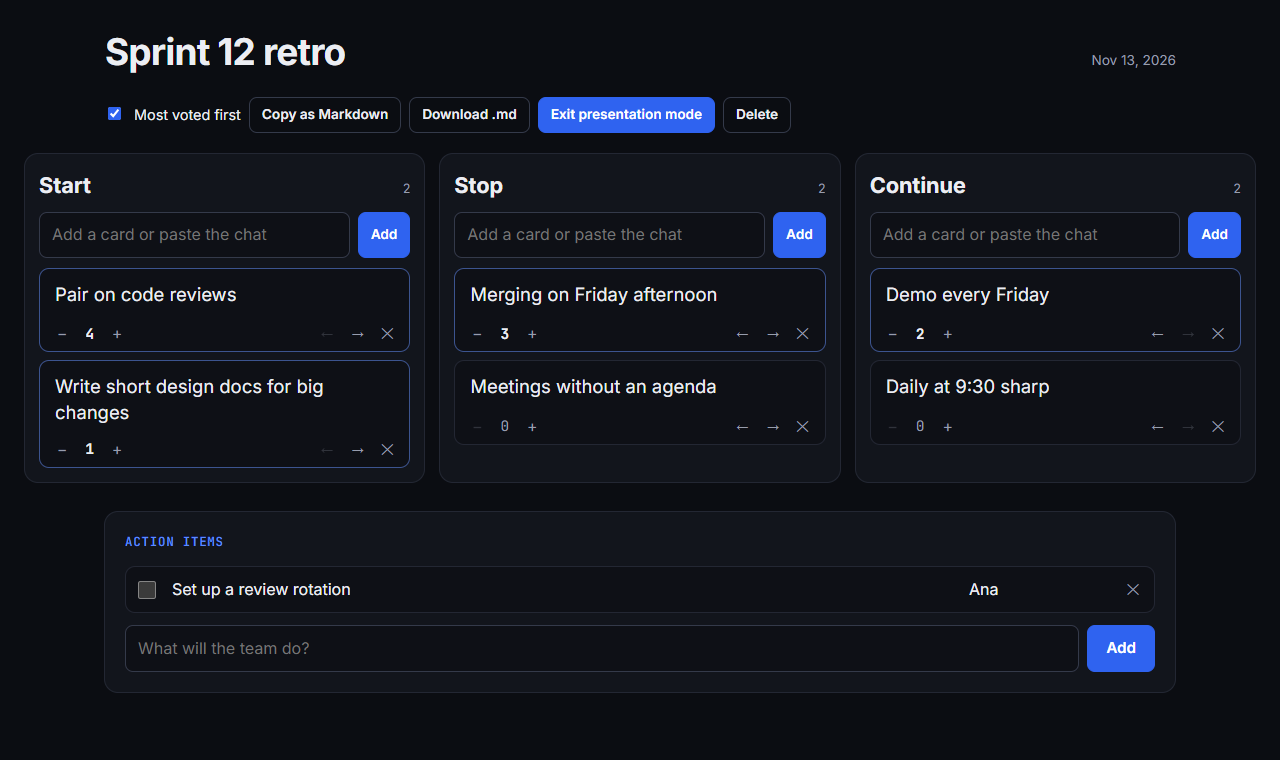 Sprint 12 retro
Nov 13, 2026
Most voted first
Copy as Markdown
Download .md
Exit presentation mode
Delete
Start
2
Add a card or paste the chat
Add
Pair on code reviews
− 4 + ← → ×
Write short design docs for big
changes
− 1 + ← → ×
Stop
2
Add a card or paste the chat
Add
Merging on Friday afternoon
− 3 + ← → ×
Meetings without an agenda
− 0 + ← → ×
Continue
2
Add a card or paste the chat
Add
Demo every Friday
− 2 + ← → ×
Daily at 9:30 sharp
− 0 + ← → ×
ACTION ITEMS
Set up a review rotation
Ana
×
What will the team do?
Add